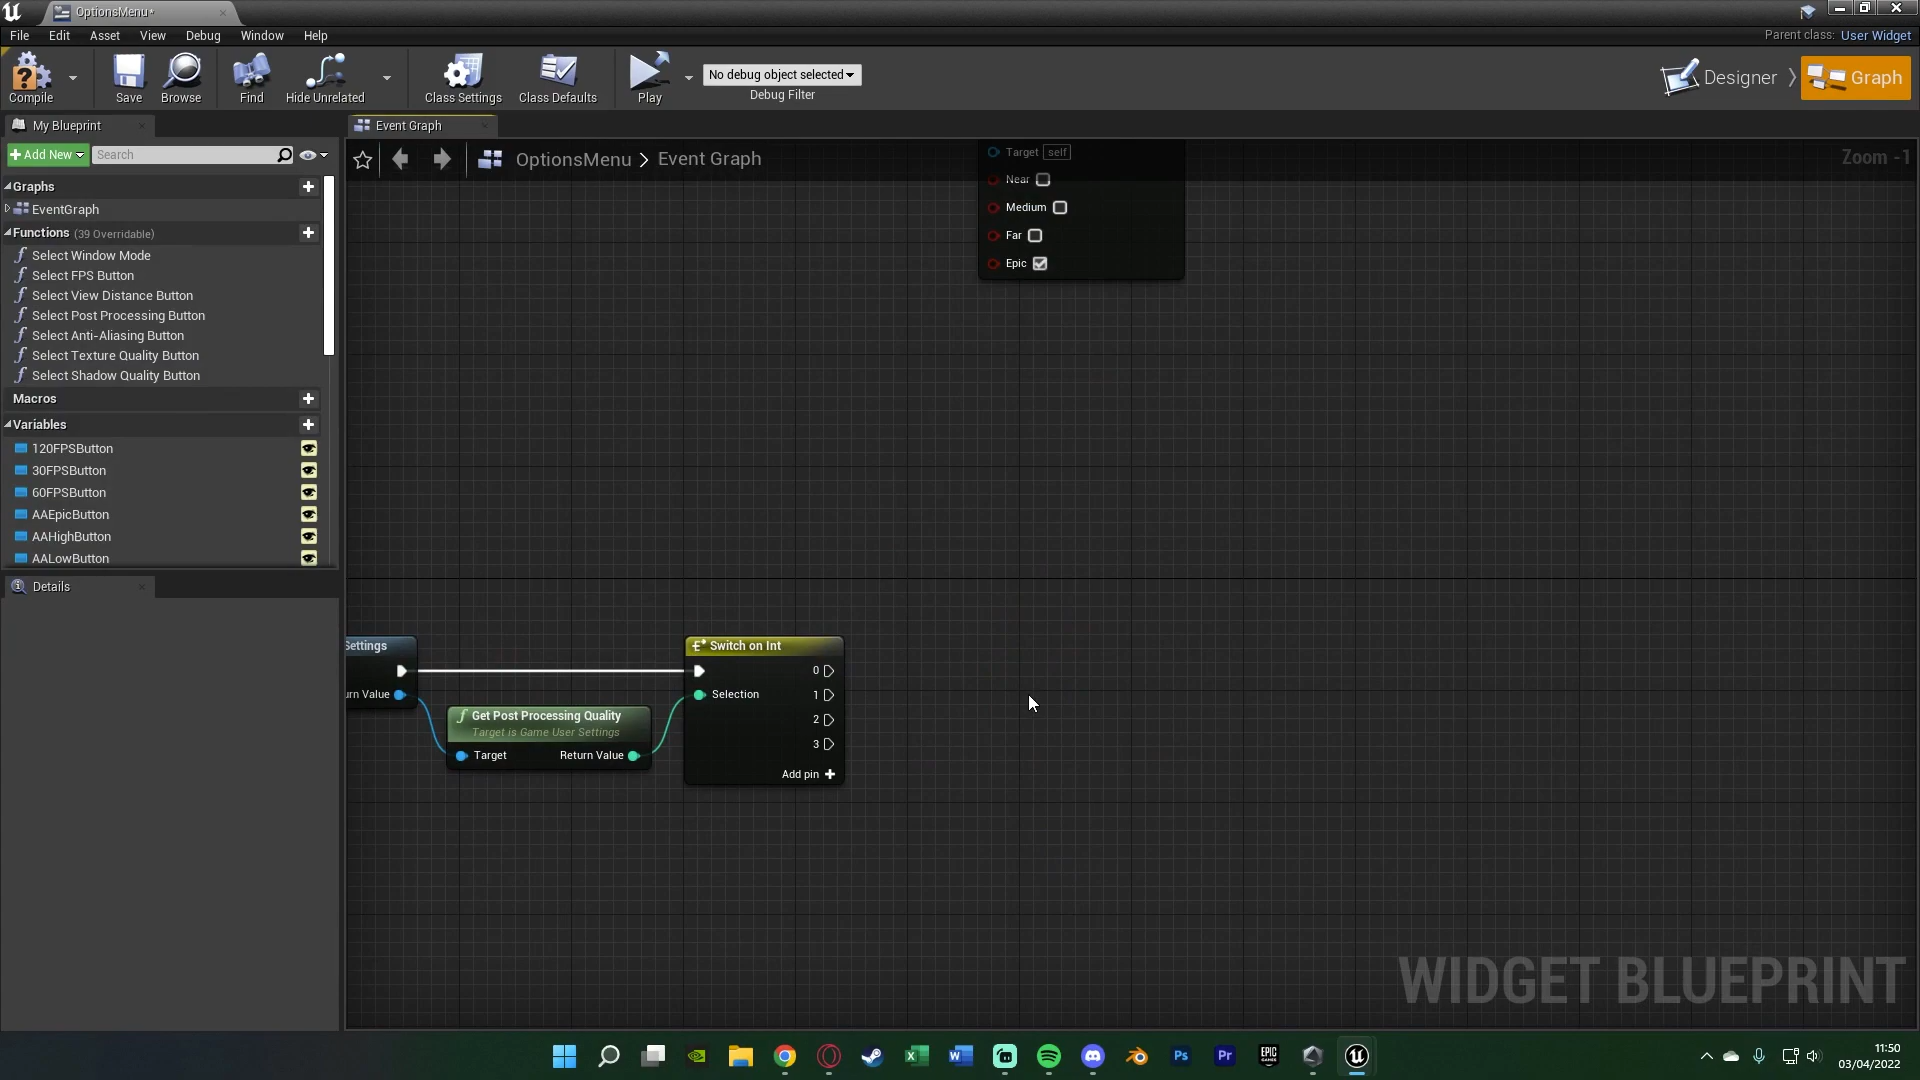 OptionsMenu*
File Edit Asset View Debug Window Help
Parent class: User Widget
Compile
Save
Browse
Find
Hide Unrelated
Class Settings
Class Defaults
Play
No debug object selected
Debug Filter
Designer
Graph
My Blueprint
Event Graph
Add New
Search
OptionsMenu > Event Graph
Zoom -1
Graphs
EventGraph
Functions (39 Overridable)
Select Window Mode
Select FPS Button
Select View Distance Button
Select Post Processing Button
Select Anti-Aliasing Button
Select Texture Quality Button
Select Shadow Quality Button
Macros
Variables
120FPSButton
30FPSButton
60FPSButton
AAEpicButton
AAHighButton
AALowButton
Details
Target self
Near
Medium
Far
Epic
Settings
urn Value
Get Post Processing Quality
Target is Game User Settings
Target Return Value
Switch on Int
0
Selection 1
2
3
Add pin
WIDGET BLUEPRINT
Ps
Pr
EPIC GAMES
11:50
03/04/2022